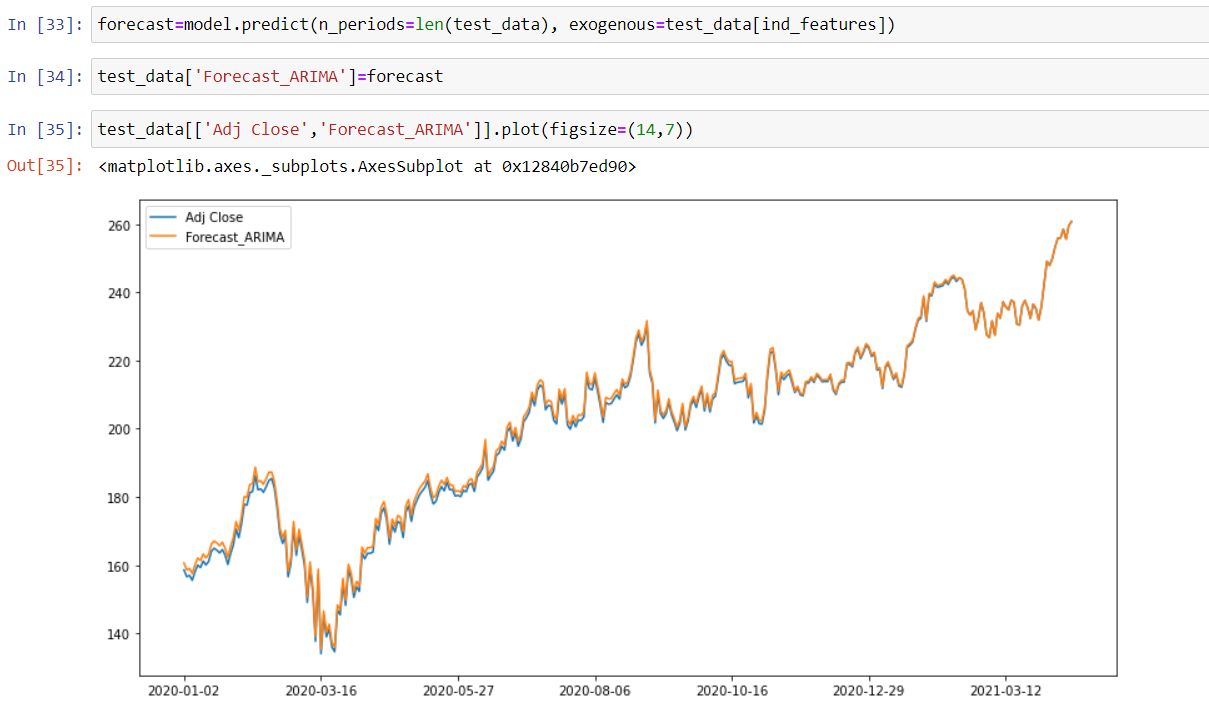 In [33]: forecast=model.predict(n_periods=len(test_data), exogenous=test_data[ind_features])
In [34]: test_data['Forecast_ARIMA']=forecast
In [35]: test_data[['Adj Close','Forecast_ARIMA']].plot(figsize=(14,7))
Out[35]: <matplotlib.axes._subplots.AxesSubplot at 0x12840b7ed90>
Adj Close
Forecast_ARIMA
260
240
220
200
180
160
140
2020-01-02 2020-03-16 2020-05-27 2020-08-06 2020-10-16 2020-12-29 2021-03-12